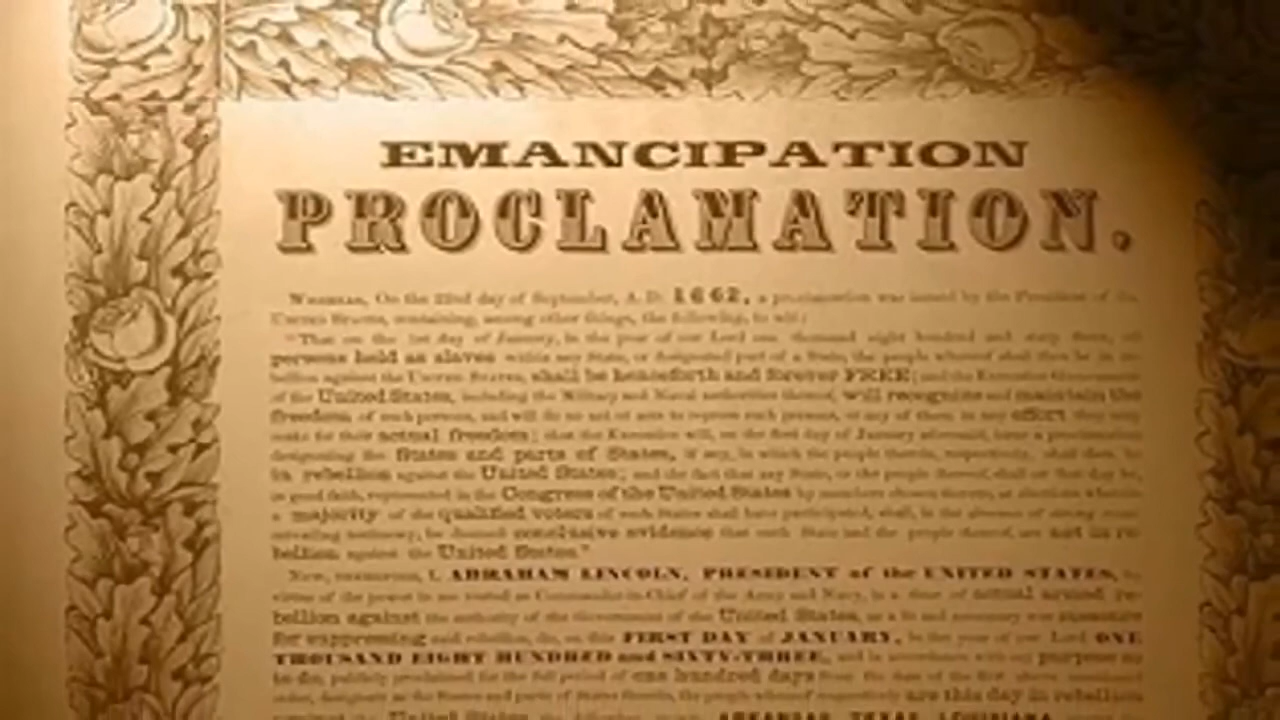 EMANCIPATION
PROCLAMATION.
Whereas, On the 22nd day of September, A. D. 1862, a proclamation was issued by the President of the
United States, containing, among other things, the following, to wit:
"That on the 1st day of January, in the year of our Lord one thousand eight hundred and sixty three, all
persons held as slaves within any State, or designated part of a State, the people whereof shall then be in re-
bellion against the United States, shall be henceforth and forever FREE; and the Executive Government
of the United States, including the Military and Naval authorities thereof, will recognize and maintain the
freedom of such persons, and will do no act or acts to repress such persons, or any of them in any effort they may
make for their actual freedom; that the Executive will, on the first day of January aforesaid, issue a proclamation
designating the States and parts of States, if any, in which the people therein, respectively, shall then be
in rebellion against the United States; and the fact that any State, or the people thereof, shall on that day be,
in good faith, represented in the Congress of the United States by members chosen thereto, at elections wherein
a majority of the qualified voters of such States shall have participated, shall, in the absence of strong coun-
tervailing testimony, be deemed conclusive evidence that such State and the people thereof, are not in re-
bellion against the United States."
Now, therefore, I, ABRAHAM LINCOLN, PRESIDENT of the UNITED STATES, by
virtue of the power in me vested as Commander-in-Chief of the Army and Navy, in a time of actual armed re-
bellion against the authority of the Government of the United States, as a fit and necessary war measure
for suppressing said rebellion, do, on this FIRST DAY of JANUARY, in the year of our Lord ONE
THOUSAND EIGHT HUNDRED and SIXTY-THREE, and in accordance with my purpose so
to do, publicly proclaimed for the full period of one hundred days from the date of the first above mentioned
order, designate as the States and parts of States therein, the people whereof respectively are this day in rebellion
against the United States, ARKANSAS, TEXAS, LOUISIANA